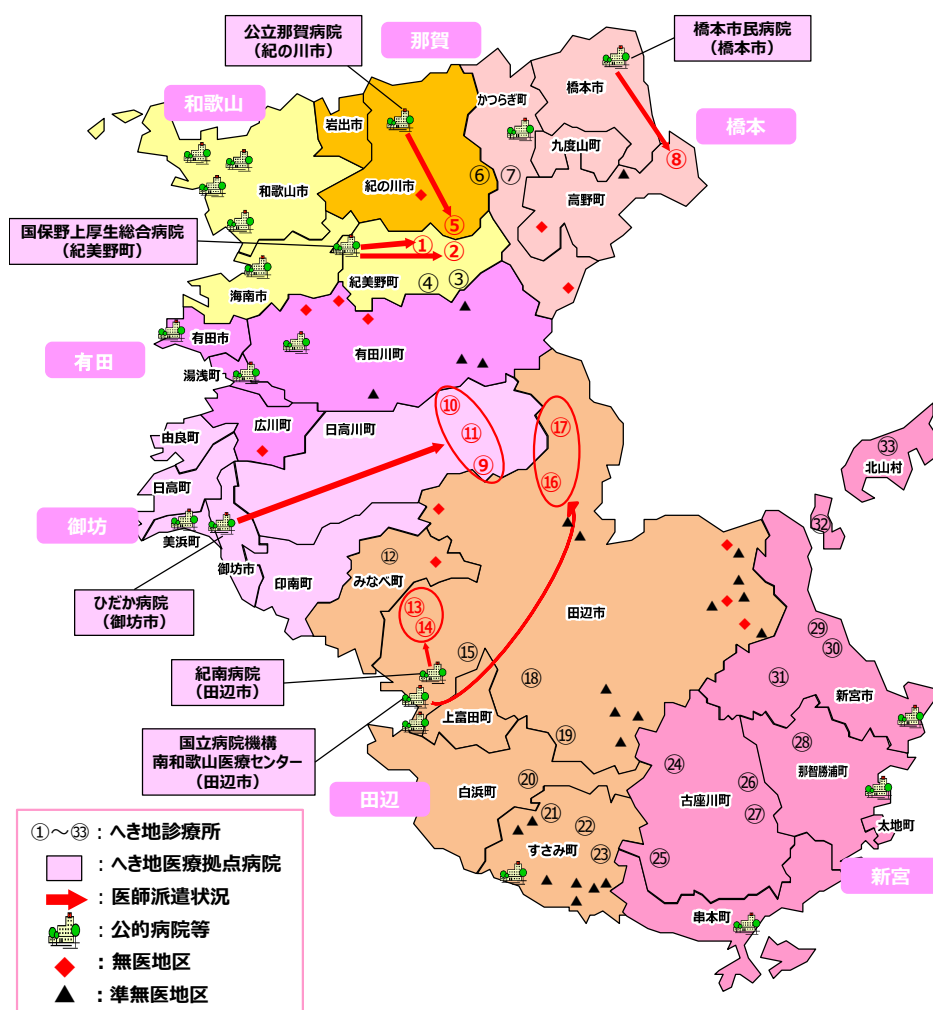 公立那賀病院
(紀の川市)
那賀
橋本市民病院
(橋本市)
和歌山
橋本
かつらぎ町
橋本市
岩出市
九度山町
⑧
和歌山市
紀の川市
⑥
⑦
高野町
⑤
国保野上厚生総合病院
(紀美野町)
①
②
紀美野町
④
③
海南市
有田市
有田川町
有田
湯浅町
広川町
日高川町
⑩
⑪
⑨
⑰
⑯
由良町
日高町
㉝
北山村
㉜
御坊
美浜町
御坊市
印南町
⑫
みなべ町
田辺市
ひだか病院
(御坊市)
⑬
⑭
⑮
㉙
㉚
紀南病院
(田辺市)
⑱
㉛
新宮市
上富田町
国立病院機構
南和歌山医療センター
(田辺市)
⑲
㉔
㉘
那智勝浦町
白浜町
⑳
㉖
古座川町
㉗
田辺
㉑
㉒
すさみ町
㉓
㉕
太地町
新宮
串本町
①~㉝:へき地診療所
:へき地医療拠点病院
:医師派遣状況
:公的病院等
:無医地区
:準無医地区